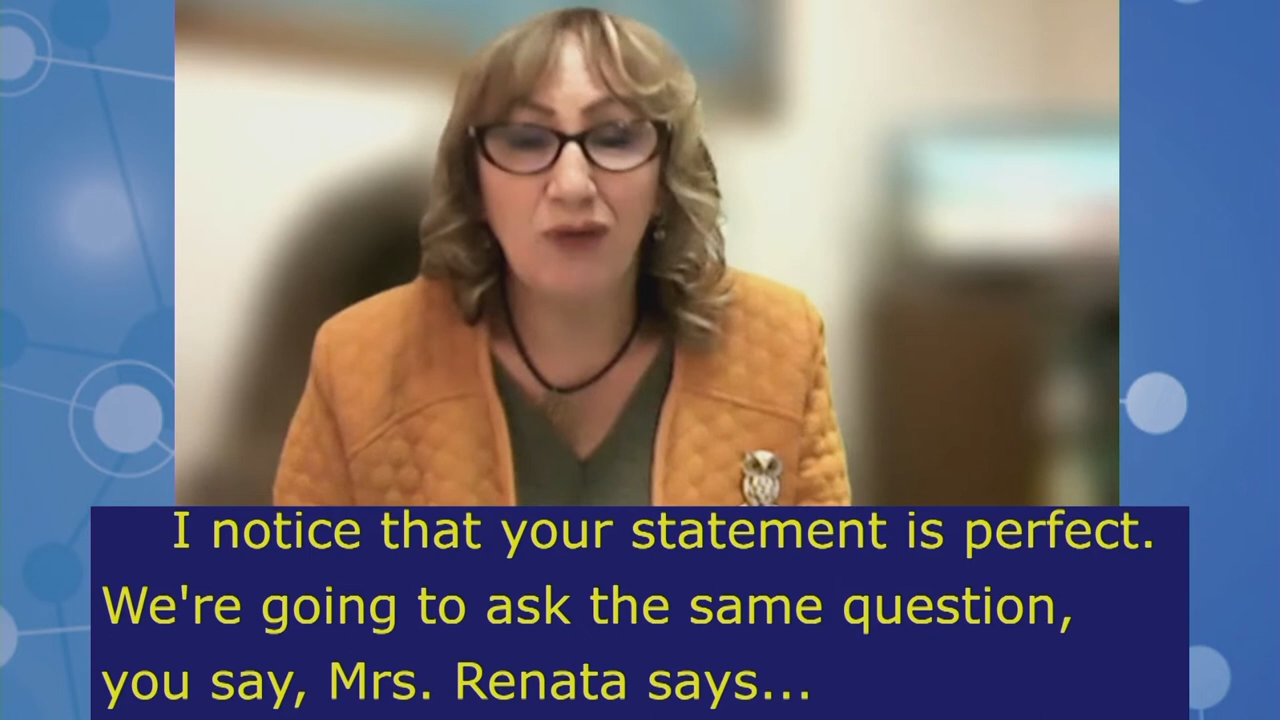 I notice that your statement is perfect.
We're going to ask the same question,
you say, Mrs. Renata says...